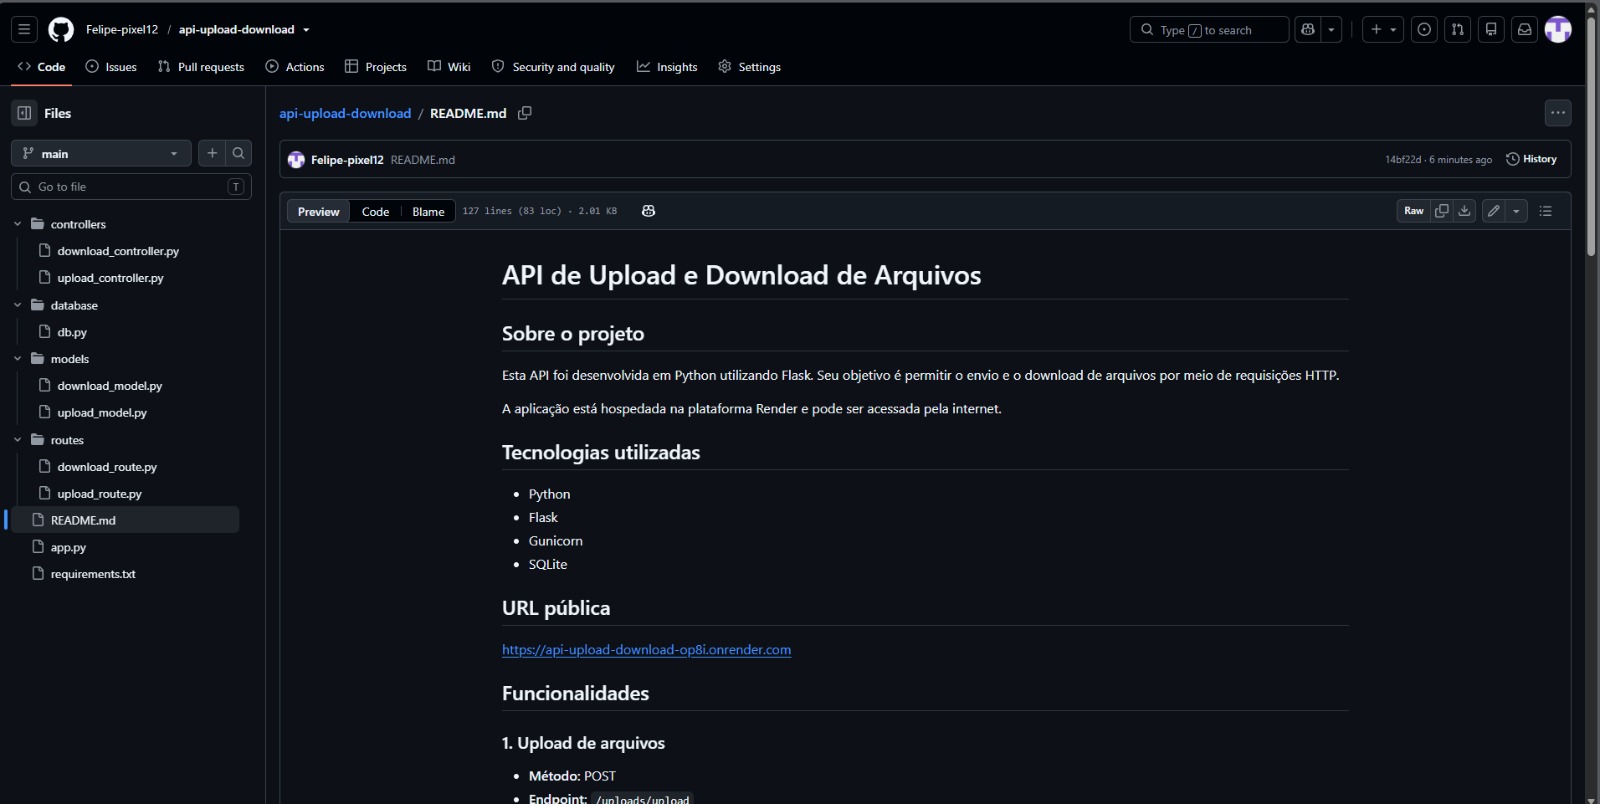 Felipe-pixel12 / api-upload-download
Type / to search
Code
Issues
Pull requests
Actions
Projects
Wiki
Security and quality
Insights
Settings
Files
main
Go to file
T
controllers
download_controller.py
upload_controller.py
database
db.py
models
download_model.py
upload_model.py
routes
download_route.py
upload_route.py
README.md
app.py
requirements.txt
api-upload-download / README.md
Felipe-pixel12 README.md
14bf22d · 6 minutes ago
History
Preview
Code
Blame
127 lines (83 loc) · 2.01 KB
Raw
API de Upload e Download de Arquivos
Sobre o projeto
Esta API foi desenvolvida em Python utilizando Flask. Seu objetivo é permitir o envio e o download de arquivos por meio de requisições HTTP.
A aplicação está hospedada na plataforma Render e pode ser acessada pela internet.
Tecnologias utilizadas
• Python
• Flask
• Gunicorn
• SQLite
URL pública
https://api-upload-download-op8i.onrender.com
Funcionalidades
1. Upload de arquivos
• Método: POST
• Endpoint: /uploads/upload